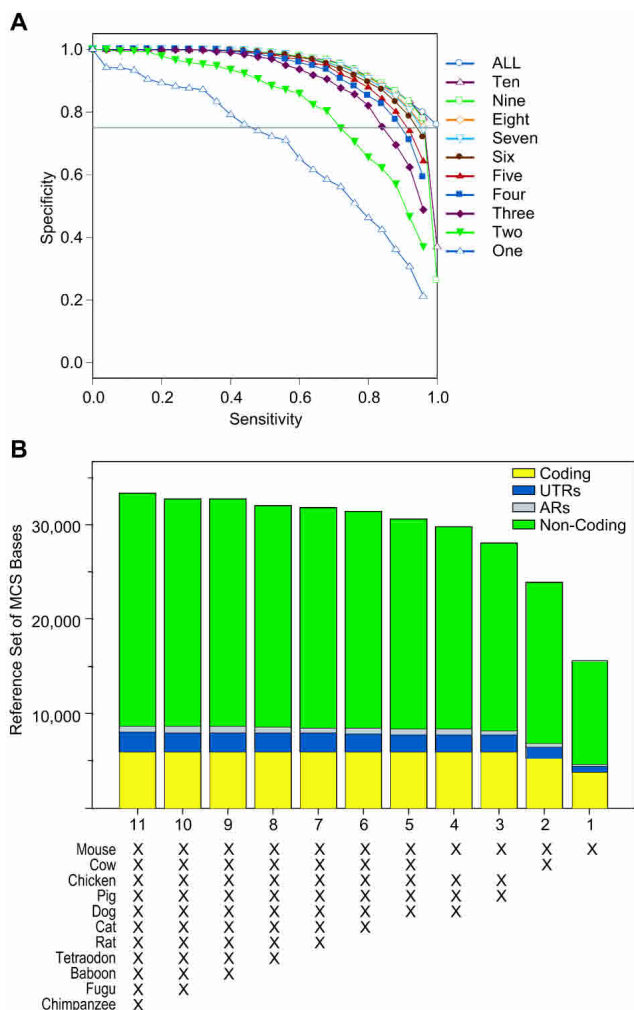 A
1.0
0.8
0.6
0.4
0.2
0.0
Specificity
0.0 0.2 0.4 0.6 0.8 1.0
Sensitivity
ALL
Ten
Nine
Eight
Seven
Six
Five
Four
Three
Two
One
B
Coding
UTRs
ARs
Non-Coding
30,000
20,000
10,000
Reference Set of MCS Bases
11 10 9 8 7 6 5 4 3 2 1
Mouse X X X X X X X X X X X
Cow X X X X X X X X
Chicken X X X X X X X X X
Pig X X X X X X X X X
Dog X X X X X X X X
Cat X X X X X X
Rat X X X X X
Tetraodon X X X X
Baboon X X X
Fugu X X
Chimpanzee X